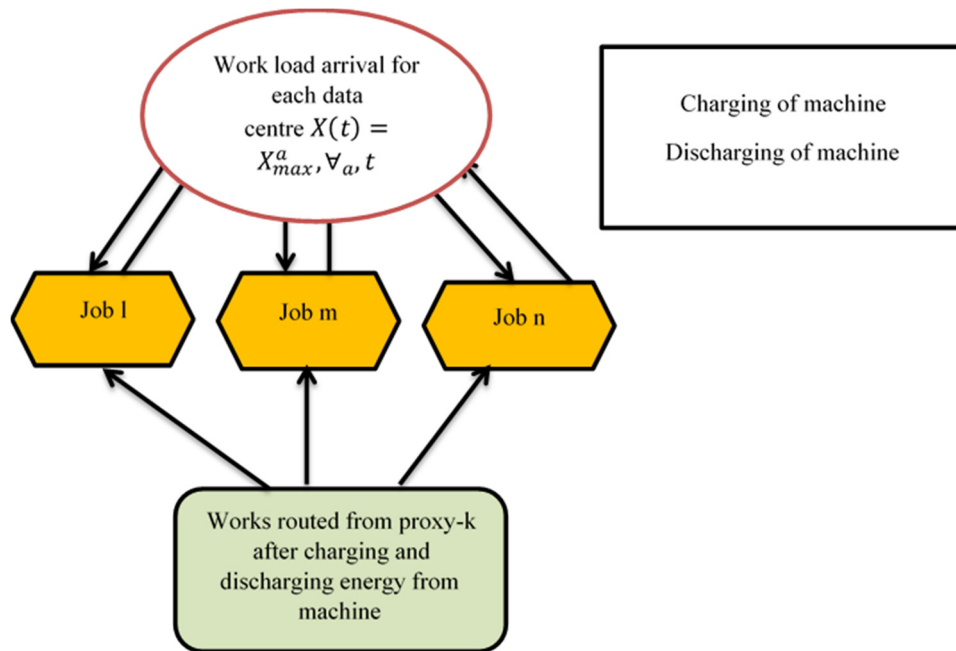 Work load arrival for
each data
centre X(t) =
X^a_max, ∀_a, t
Charging of machine
Discharging of machine
Job l
Job m
Job n
Works routed from proxy-k
after charging and
discharging energy from
machine